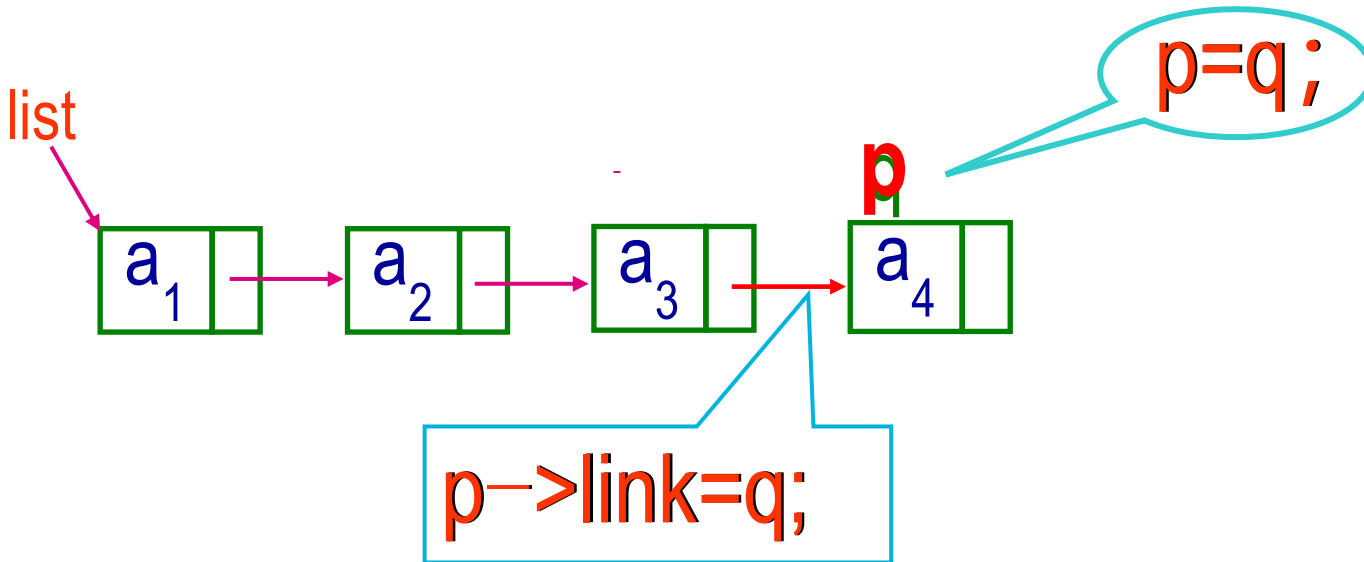 p=q;
list
p
q
a1
a2
a3
a4
p—>link=q;